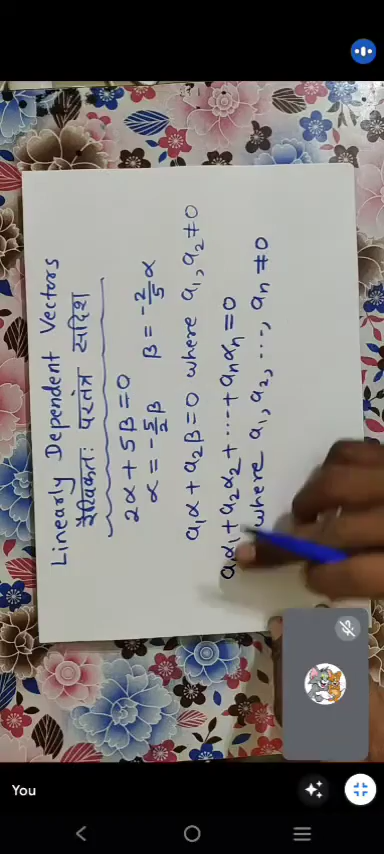 Linearly Dependent Vectors
रैखिकतः परतंत्र सदिश
2α + 5β = 0
α = -5/2 β β = -2/5 α
a₁α + a₂β = 0 where a₁, a₂ ≠ 0
a₁α₁ + a₂α₂ + ... + aₙαₙ = 0
where a₁, a₂, ..., aₙ ≠ 0
You